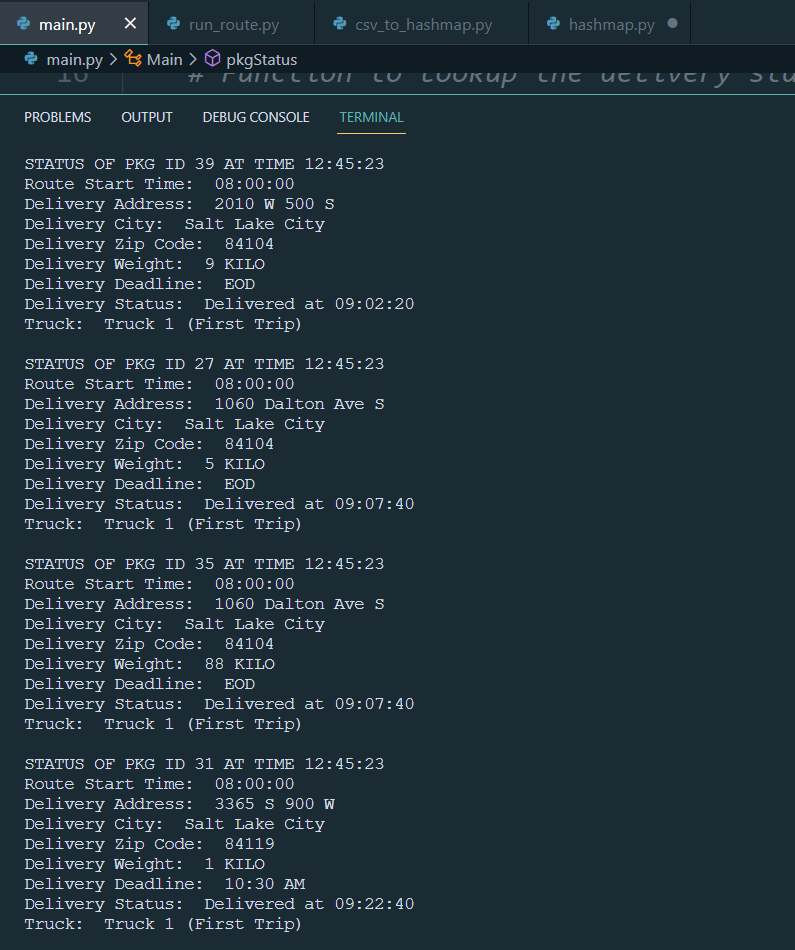 main.py run_route.py csv_to_hashmap.py hashmap.py
main.py > Main > pkgStatus
16 # Function to lookup the delivery sta
PROBLEMS OUTPUT DEBUG CONSOLE TERMINAL
STATUS OF PKG ID 39 AT TIME 12:45:23
Route Start Time:  08:00:00
Delivery Address:  2010 W 500 S
Delivery City:  Salt Lake City
Delivery Zip Code:  84104
Delivery Weight:  9 KILO
Delivery Deadline:  EOD
Delivery Status:  Delivered at 09:02:20
Truck:  Truck 1 (First Trip)
STATUS OF PKG ID 27 AT TIME 12:45:23
Route Start Time:  08:00:00
Delivery Address:  1060 Dalton Ave S
Delivery City:  Salt Lake City
Delivery Zip Code:  84104
Delivery Weight:  5 KILO
Delivery Deadline:  EOD
Delivery Status:  Delivered at 09:07:40
Truck:  Truck 1 (First Trip)
STATUS OF PKG ID 35 AT TIME 12:45:23
Route Start Time:  08:00:00
Delivery Address:  1060 Dalton Ave S
Delivery City:  Salt Lake City
Delivery Zip Code:  84104
Delivery Weight:  88 KILO
Delivery Deadline:  EOD
Delivery Status:  Delivered at 09:07:40
Truck:  Truck 1 (First Trip)
STATUS OF PKG ID 31 AT TIME 12:45:23
Route Start Time:  08:00:00
Delivery Address:  3365 S 900 W
Delivery City:  Salt Lake City
Delivery Zip Code:  84119
Delivery Weight:  1 KILO
Delivery Deadline:  10:30 AM
Delivery Status:  Delivered at 09:22:40
Truck:  Truck 1 (First Trip)